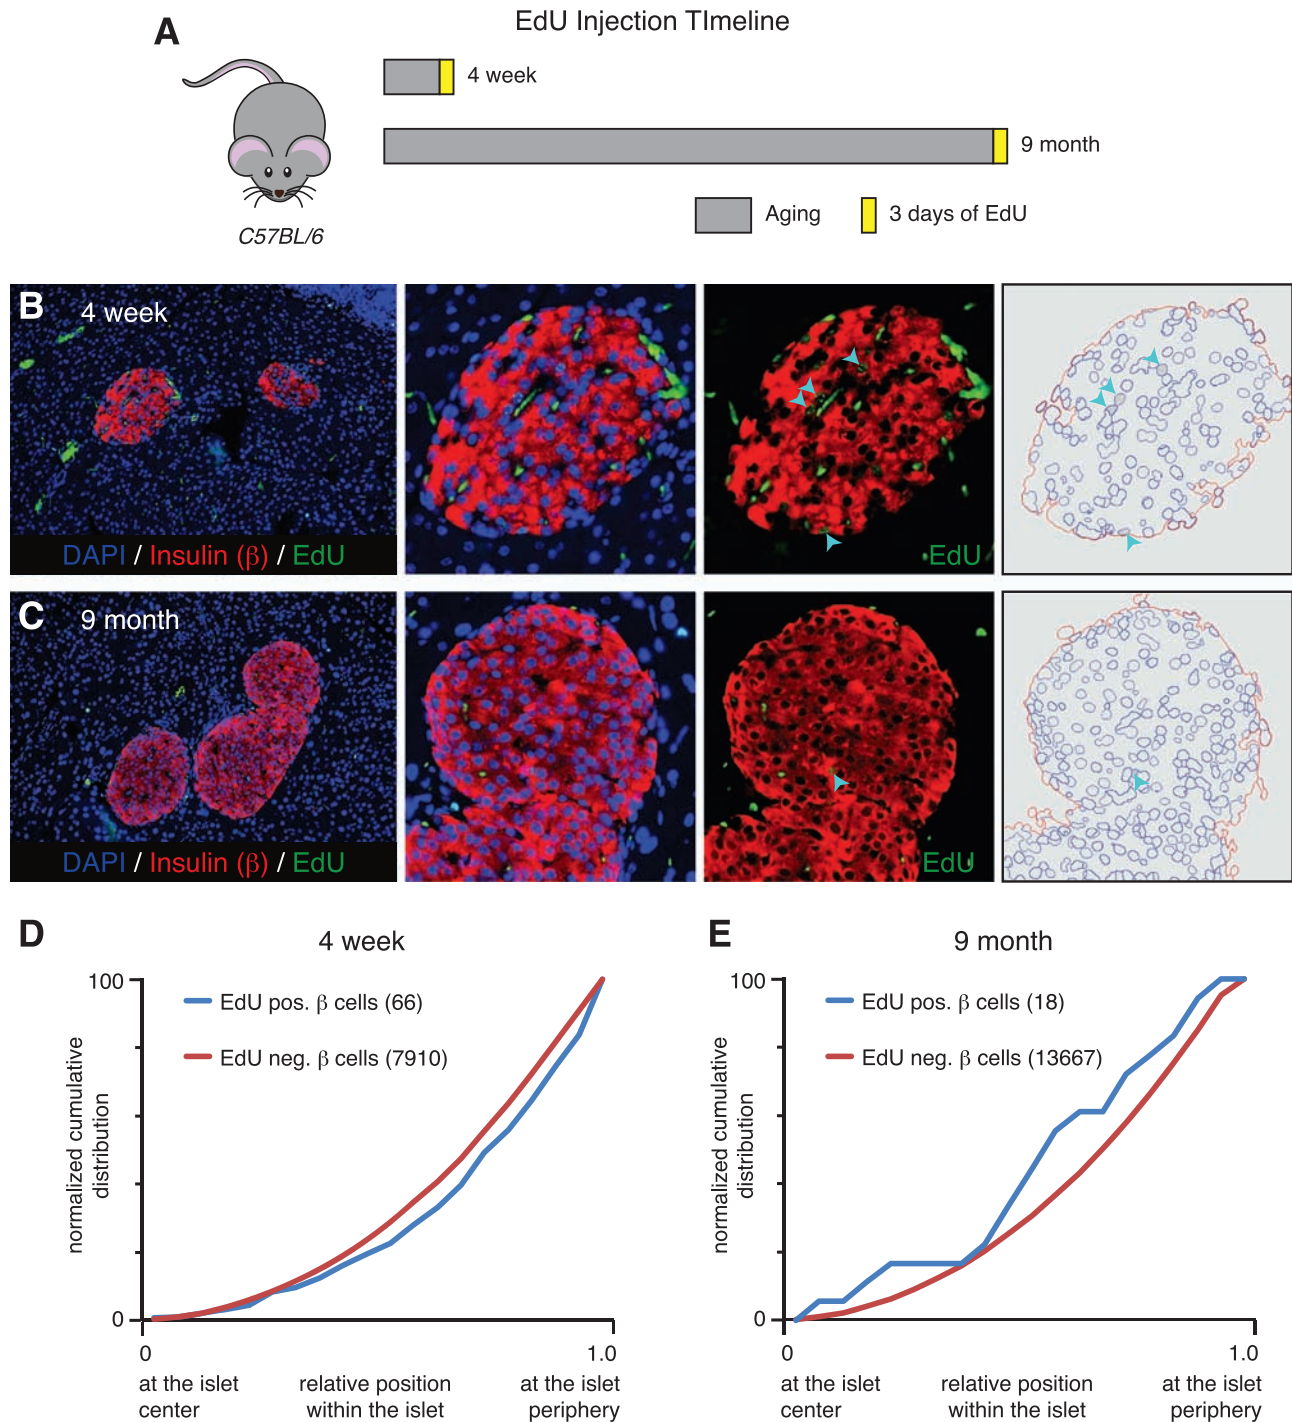 A
EdU Injection TImeline
4 week
9 month
Aging
3 days of EdU
C57BL/6
B
4 week
DAPI / Insulin (β) / EdU
EdU
C
9 month
DAPI / Insulin (β) / EdU
EdU
D
4 week
100
EdU pos. β cells (66)
EdU neg. β cells (7910)
normalized cumulative
distribution
0
0
1.0
at the islet
center
relative position
within the islet
at the islet
periphery
E
9 month
100
EdU pos. β cells (18)
EdU neg. β cells (13667)
normalized cumulative
distribution
0
0
1.0
at the islet
center
relative position
within the islet
at the islet
periphery